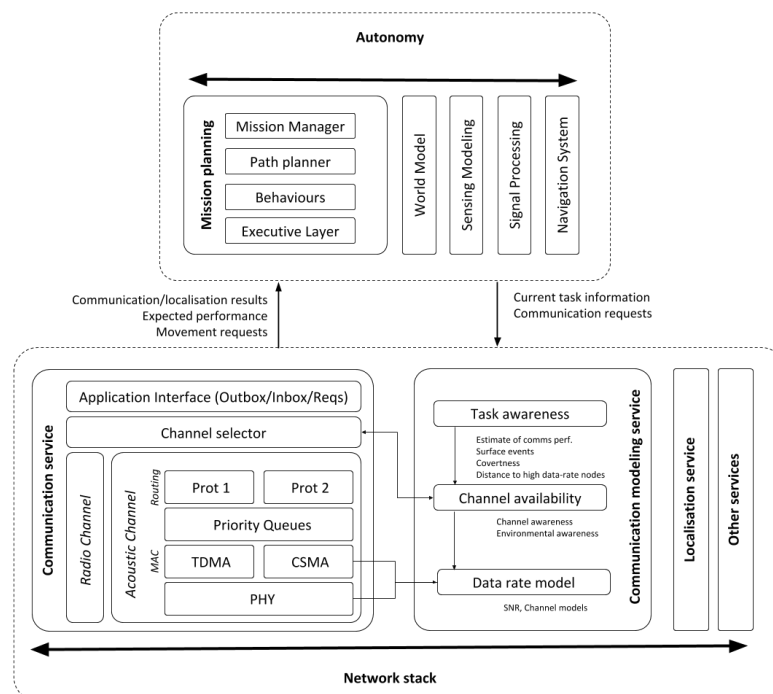 Autonomy
Mission planning
Mission Manager
Path planner
Behaviours
Executive Layer
World Model
Sensing Modeling
Signal Processing
Navigation System
Communication/localisation results
Expected performance
Movement requests
Current task information
Communication requests
Communication service
Application Interface (Outbox/Inbox/Reqs)
Channel selector
Radio Channel
Acoustic Channel
Routing
Prot 1
Prot 2
Priority Queues
MAC
TDMA
CSMA
PHY
Task awareness
Estimate of comms perf.
Surface events
Covertness
Distance to high data-rate nodes
Channel availability
Channel awareness
Environmental awareness
Data rate model
SNR, Channel models
Communication modeling service
Localisation service
Other services
Network stack